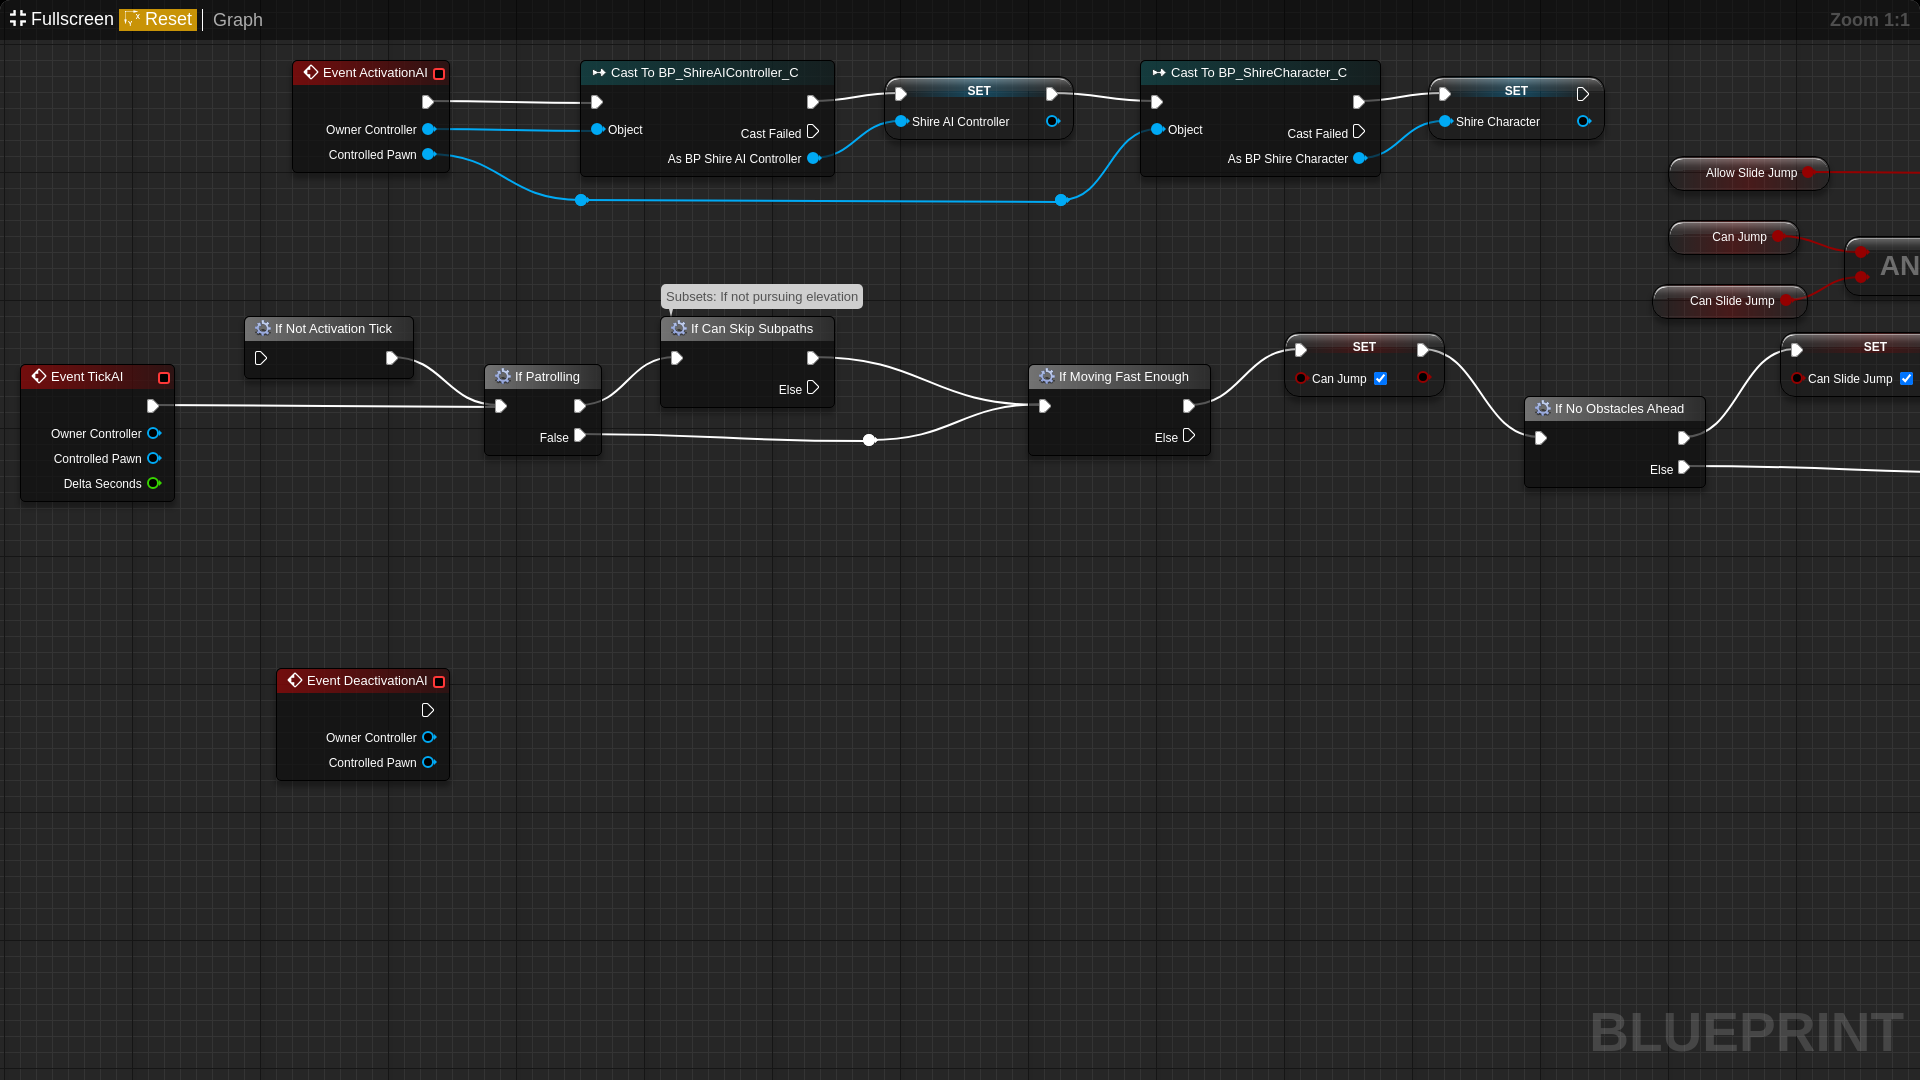 Fullscreen Reset Graph
Zoom 1:1
Event ActivationAI
Owner Controller
Controlled Pawn
Cast To BP_ShireAIController_C
Object
Cast Failed
As BP Shire AI Controller
SET
Shire AI Controller
Cast To BP_ShireCharacter_C
Object
Cast Failed
As BP Shire Character
SET
Shire Character
Allow Slide Jump
Can Jump
Can Slide Jump
AN
Subsets: If not pursuing elevation
If Not Activation Tick
Event TickAI
Owner Controller
Controlled Pawn
Delta Seconds
If Patrolling
False
If Can Skip Subpaths
Else
If Moving Fast Enough
Else
SET
Can Jump
If No Obstacles Ahead
Else
SET
Can Slide Jump
Event DeactivationAI
Owner Controller
Controlled Pawn
BLUEPRINT